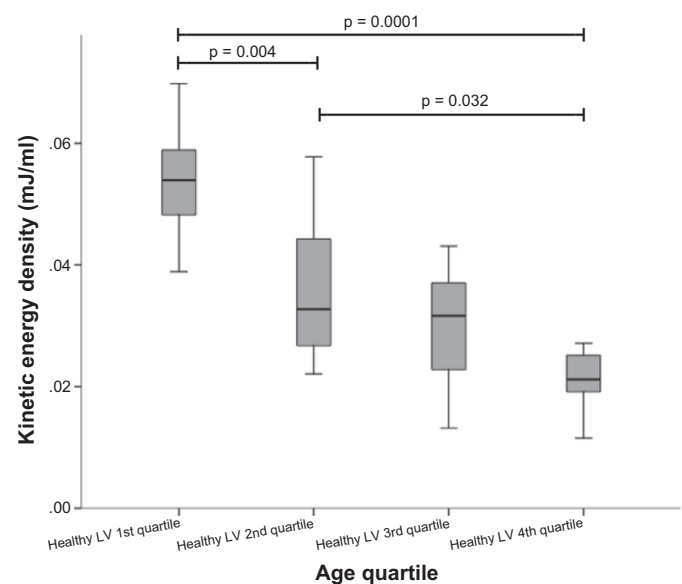 p = 0.0001
p = 0.004
p = 0.032
Kinetic energy density (mJ/ml)
.06
.04
.02
.00
Healthy LV 1st quartile
Healthy LV 2nd quartile
Healthy LV 3rd quartile
Healthy LV 4th quartile
Age quartile